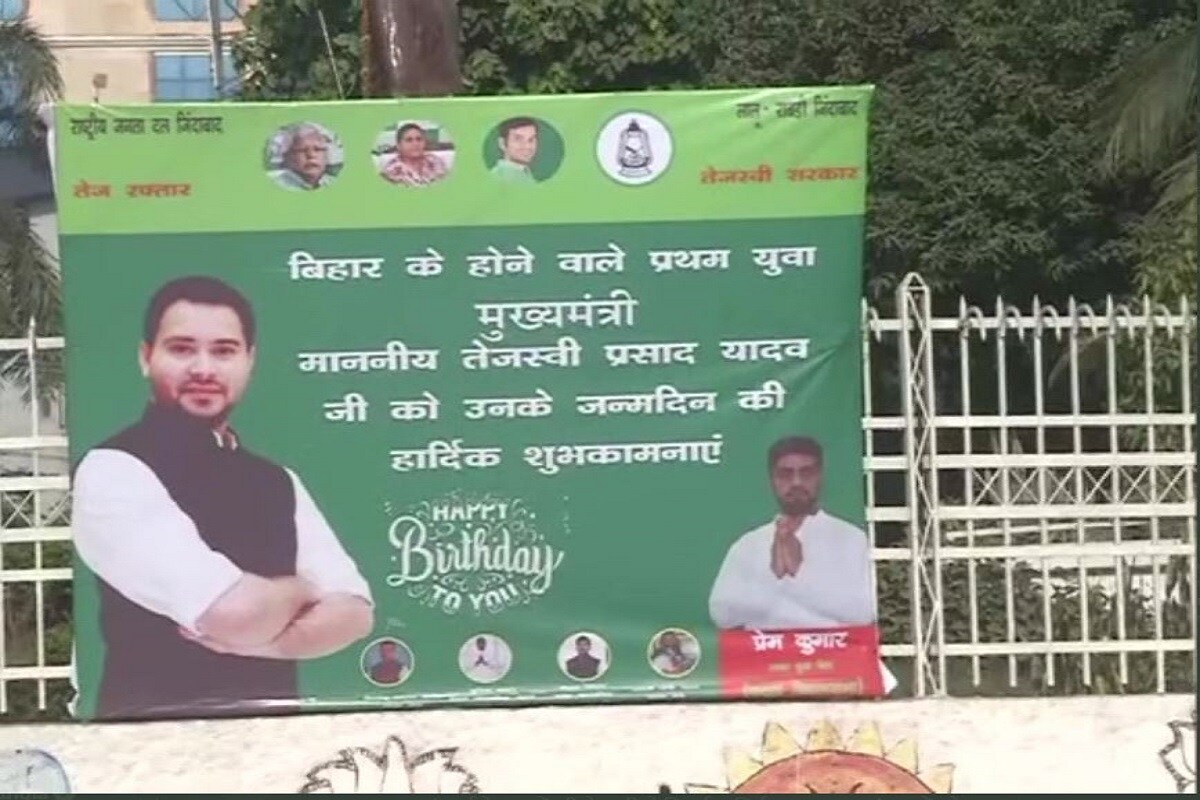 राष्ट्रीय जनता दल जिंदाबाद
लालू- राबड़ी जिंदाबाद
तेज रफ्तार
तेजस्वी सरकार
बिहार के होने वाले प्रथम युवा
मुख्यमंत्री
माननीय तेजस्वी प्रसाद यादव
जी को उनके जन्मदिन की
हार्दिक शुभकामनाएं
HAPPY
Birthday
TO YOU
प्रेम कुमार